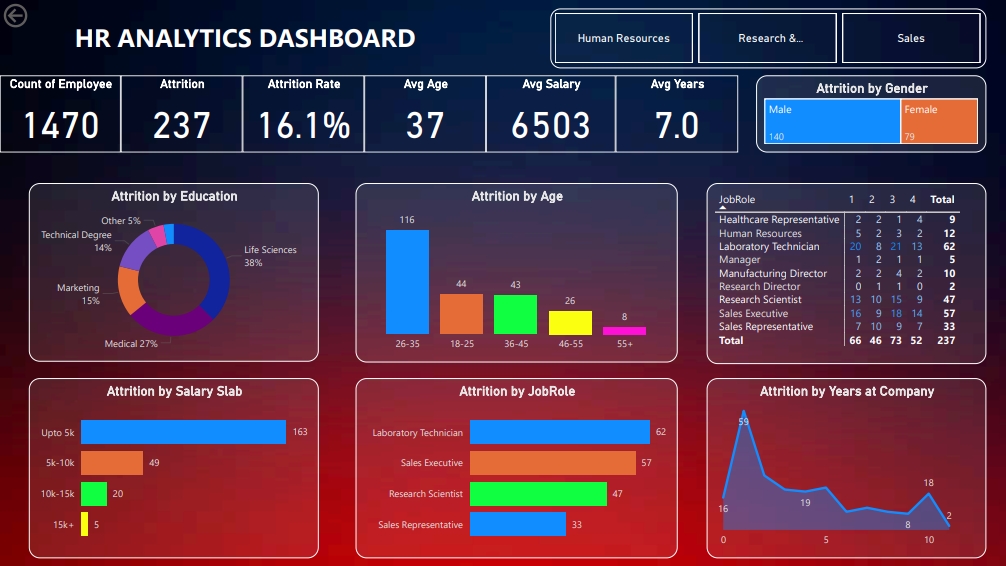 HR ANALYTICS DASHBOARD
Human Resources
Research &...
Sales
Count of Employee
1470
Attrition
237
Attrition Rate
16.1%
Avg Age
37
Avg Salary
6503
Avg Years
7.0
Attrition by Gender
Male
140
Female
79
Attrition by Education
Other 5%
Technical Degree
14%
Life Sciences
38%
Marketing
15%
Medical 27%
Attrition by Age
116
44
43
26
8
26-35 18-25 36-45 46-55 55+
JobRole 1 2 3 4 Total
Healthcare Representative 2 2 1 4 9
Human Resources 5 2 3 2 12
Laboratory Technician 20 8 21 13 62
Manager 1 2 1 1 5
Manufacturing Director 2 2 4 2 10
Research Director 0 1 1 0 2
Research Scientist 13 10 15 9 47
Sales Executive 16 9 18 14 57
Sales Representative 7 10 9 7 33
Total 66 46 73 52 237
Attrition by Salary Slab
Upto 5k 163
5k-10k 49
10k-15k 20
15k+ 5
Attrition by JobRole
Laboratory Technician 62
Sales Executive 57
Research Scientist 47
Sales Representative 33
Attrition by Years at Company
59
16
19
18
8
2
0 5 10